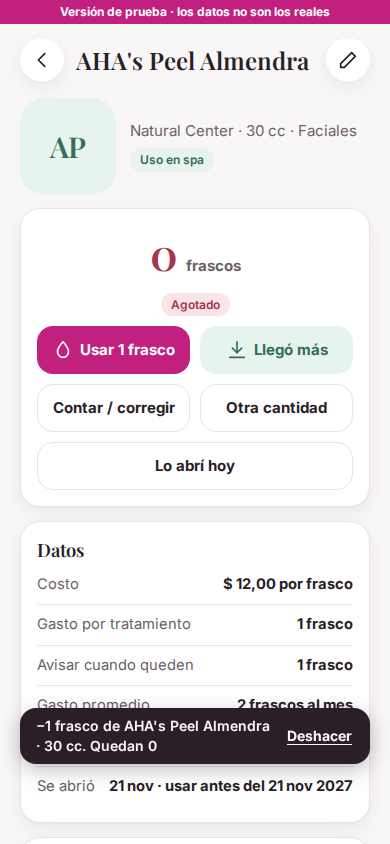 Versión de prueba · los datos no son los reales
AHA's Peel Almendra
AP
Natural Center · 30 cc · Faciales
Uso en spa
0 frascos
Agotado
Usar 1 frasco
Llegó más
Contar / corregir
Otra cantidad
Lo abrí hoy
Datos
Costo $ 12,00 por frasco
Gasto por tratamiento 1 frasco
Avisar cuando queden 1 frasco
Gasto promedio 2 frascos al mes
−1 frasco de AHA's Peel Almendra
· 30 cc. Quedan 0
Deshacer
Se abrió 21 nov · usar antes del 21 nov 2027